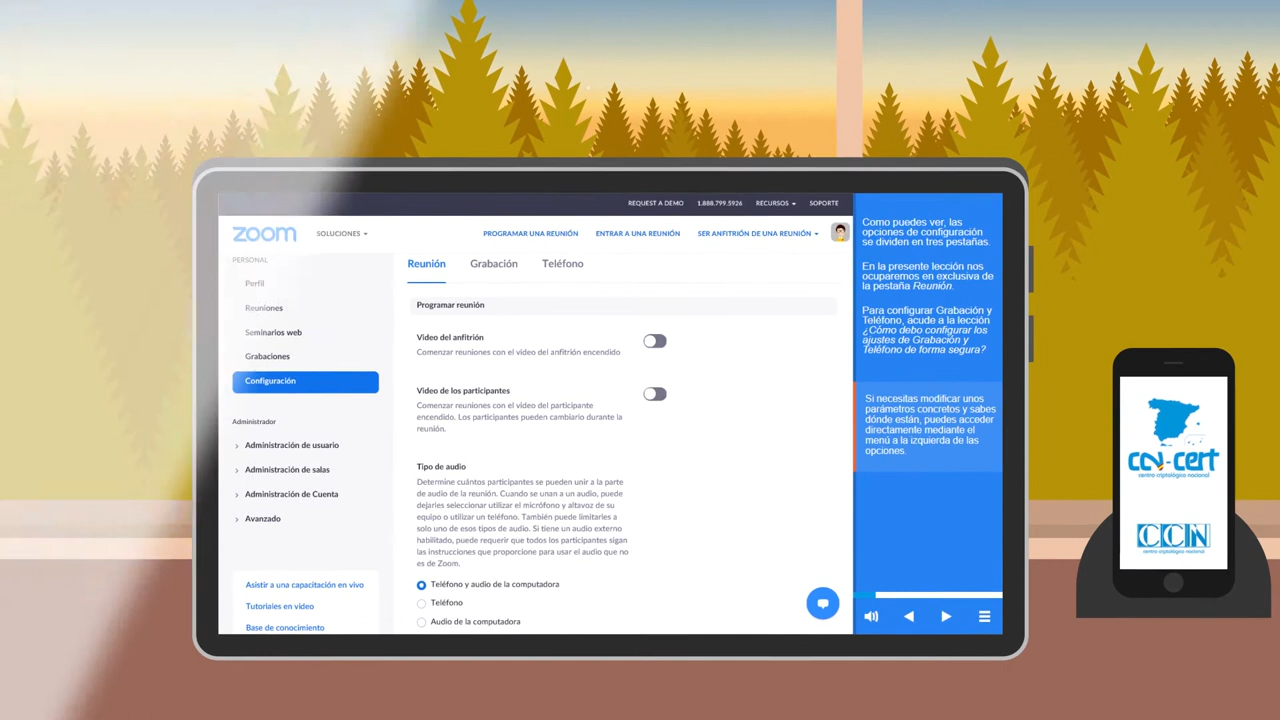 REQUEST A DEMO 1.888.799.5926 RECURSOS SOPORTE
zoom SOLUCIONES PROGRAMAR UNA REUNIÓN ENTRAR A UNA REUNIÓN SER ANFITRIÓN DE UNA REUNIÓN
PERSONAL
Perfil
Reuniones
Seminarios web
Grabaciones
Configuración
Administrador
Administración de usuario
Administración de salas
Administración de Cuenta
Avanzado
Asistir a una capacitación en vivo
Tutoriales en video
Base de conocimiento
Reunión Grabación Teléfono
Programar reunión
Video del anfitrión
Comenzar reuniones con el video del anfitrión encendido
Video de los participantes
Comenzar reuniones con el video del participante
encendido. Los participantes pueden cambiarlo durante la
reunión.
Tipo de audio
Determine cuántos participantes se pueden unir a la parte
de audio de la reunión. Cuando se unan a un audio, puede
dejarles seleccionar utilizar el micrófono y altavoz de su
equipo o utilizar un teléfono. También puede limitarles a
solo uno de esos tipos de audio. Si tiene un audio externo
habilitado, puede requerir que todos los participantes sigan
las instrucciones que proporcione para usar el audio que no
es de Zoom.
Teléfono y audio de la computadora
Teléfono
Audio de la computadora
Como puedes ver, las
opciones de configuración
se dividen en tres pestañas.
En la presente lección nos
ocuparemos en exclusiva de
la pestaña Reunión.
Para configurar Grabación y
Teléfono, acude a la lección
¿Cómo debo configurar los
ajustes de Grabación y
Teléfono de forma segura?
Si necesitas modificar unos
parámetros concretos y sabes
dónde están, puedes acceder
directamente mediante el
menú a la izquierda de las
opciones.
ccn-cert
centro criptológico nacional
CCN
centro criptológico nacional